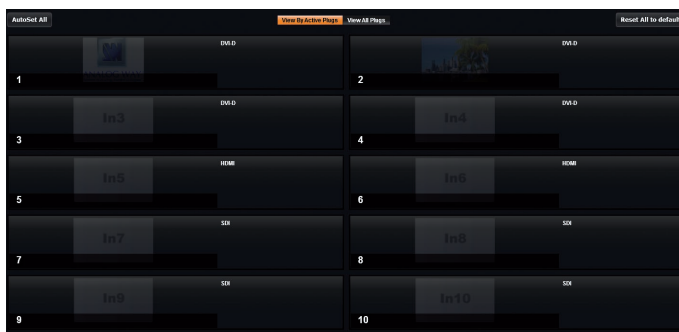 AutoSet All View By Active Plugs View All Plugs Reset All to default
DVI-D DVI-D
1 2
DVI-D DVI-D
In3 In4
3 4
HDMI HDMI
In5 In6
5 6
SDI SDI
In7 In8
7 8
SDI SDI
In9 In10
9 10